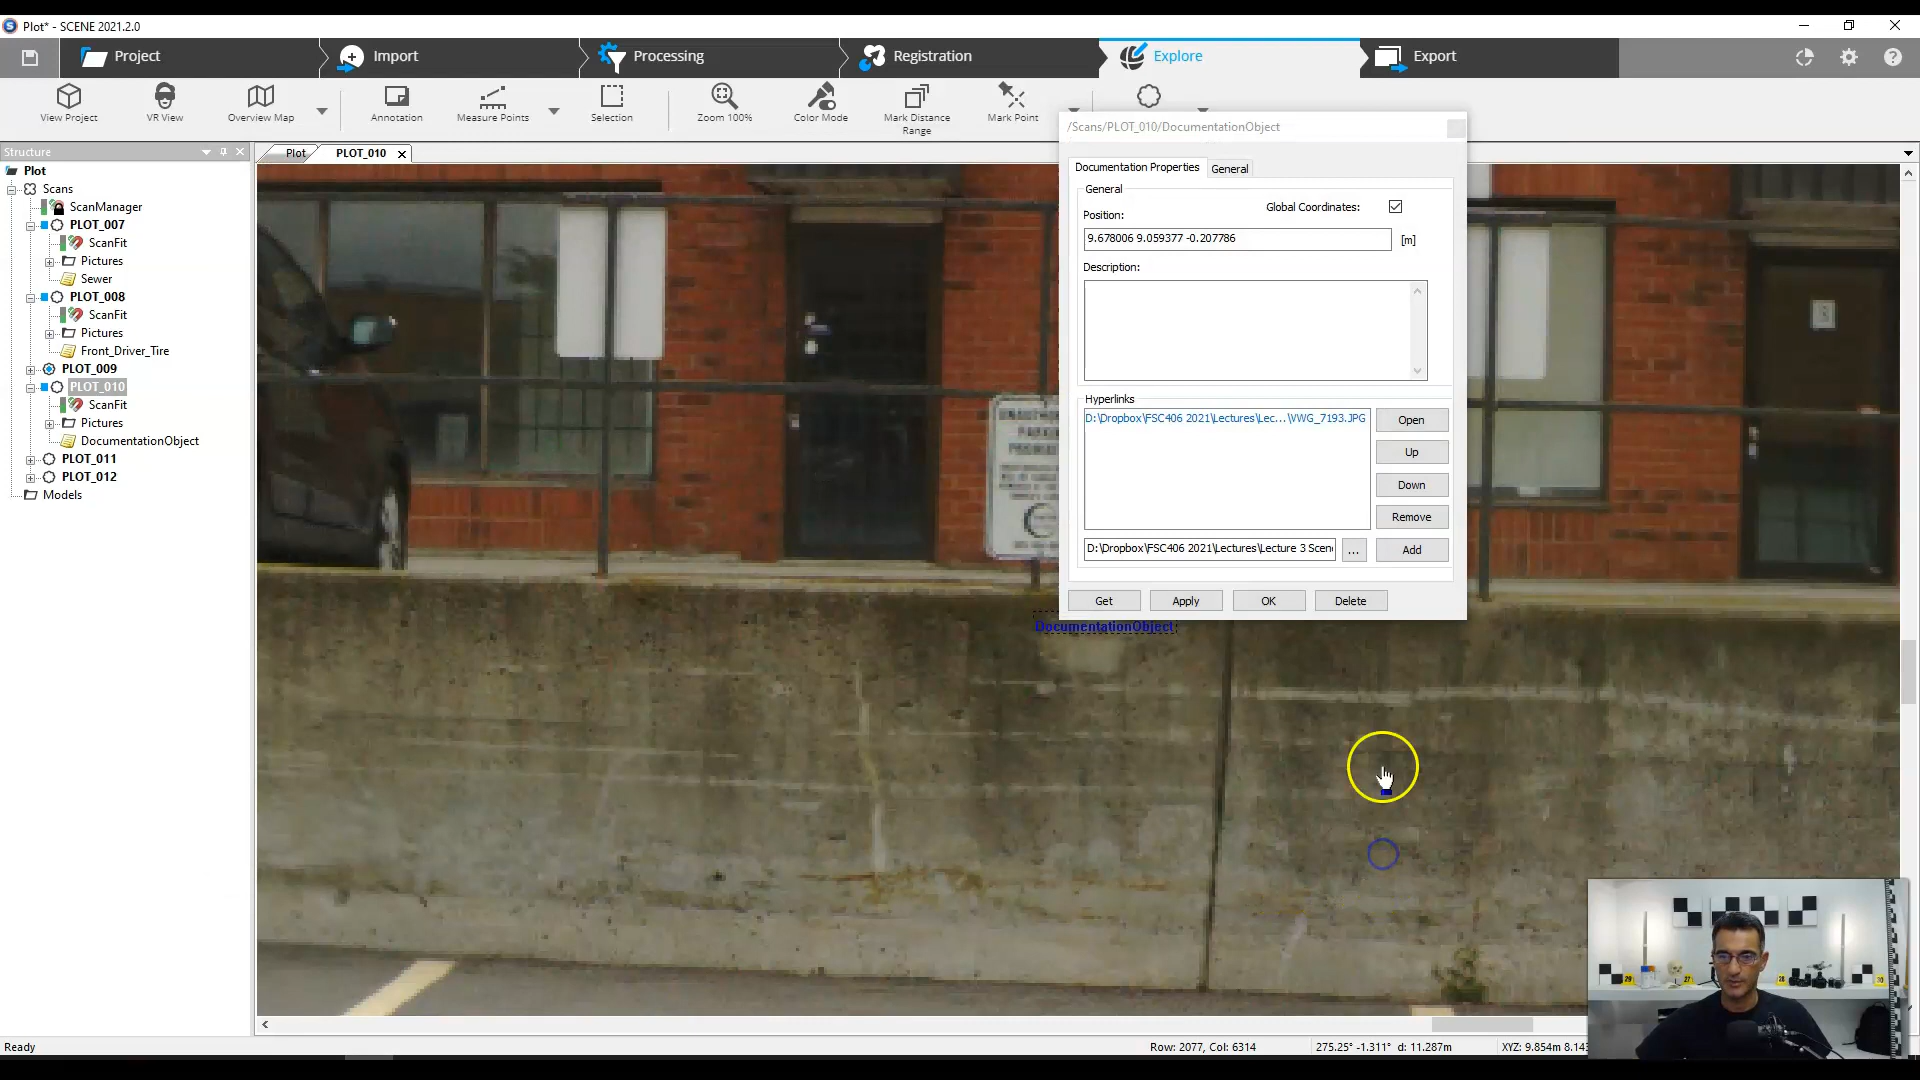 Plot* - SCENE 2021.2.0
Project
Import
Processing
Registration
Explore
Export
View Project
VR View
Overview Map
Annotation
Measure Points
Selection
Zoom 100%
Color Mode
Mark Distance
Range
Mark Point
Structure
Plot
Scans
ScanManager
PLOT_007
ScanFit
Pictures
Sewer
PLOT_008
ScanFit
Pictures
Front_Driver_Tire
PLOT_009
PLOT_010
ScanFit
Pictures
DocumentationObject
PLOT_011
PLOT_012
Models
Plot
PLOT_010
/Scans/PLOT_010/DocumentationObject
Documentation Properties
General
General
Global Coordinates:
Position:
9.678006 9.059377 -0.207786
[m]
Description:
Hyperlinks
D:\Dropbox\FSC406 2021\Lectures\Lec...\VWG_7193.JPG
Open
Up
Down
Remove
D:\Dropbox\FSC406 2021\Lectures\Lecture 3 Scen
...
Add
Get
Apply
OK
Delete
DocumentationObject
Ready
Row: 2077, Col: 6314
275.25° -1.311° d: 11.287m
XYZ: 9.854m 8.143